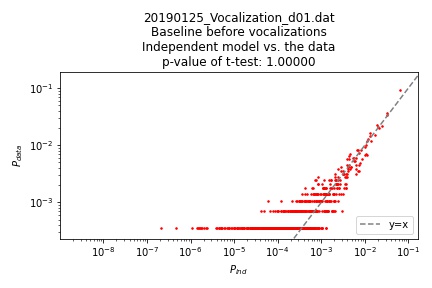 20190125_Vocalization_d01.dat
Baseline before vocalizations
Independent model vs. the data
p-value of t-test: 1.00000
P_data
10⁻¹
10⁻²
10⁻³
y=x
10⁻⁸ 10⁻⁷ 10⁻⁶ 10⁻⁵ 10⁻⁴ 10⁻³ 10⁻² 10⁻¹
P_ind